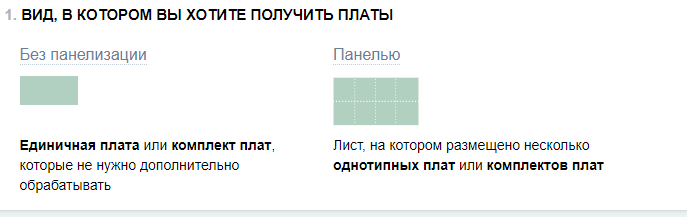 1. ВИД, В КОТОРОМ ВЫ ХОТИТЕ ПОЛУЧИТЬ ПЛАТЫ
Без панелизации
Единичная плата или комплект плат,
которые не нужно дополнительно
обрабатывать
Панелью
Лист, на котором размещено несколько
однотипных плат или комплектов плат